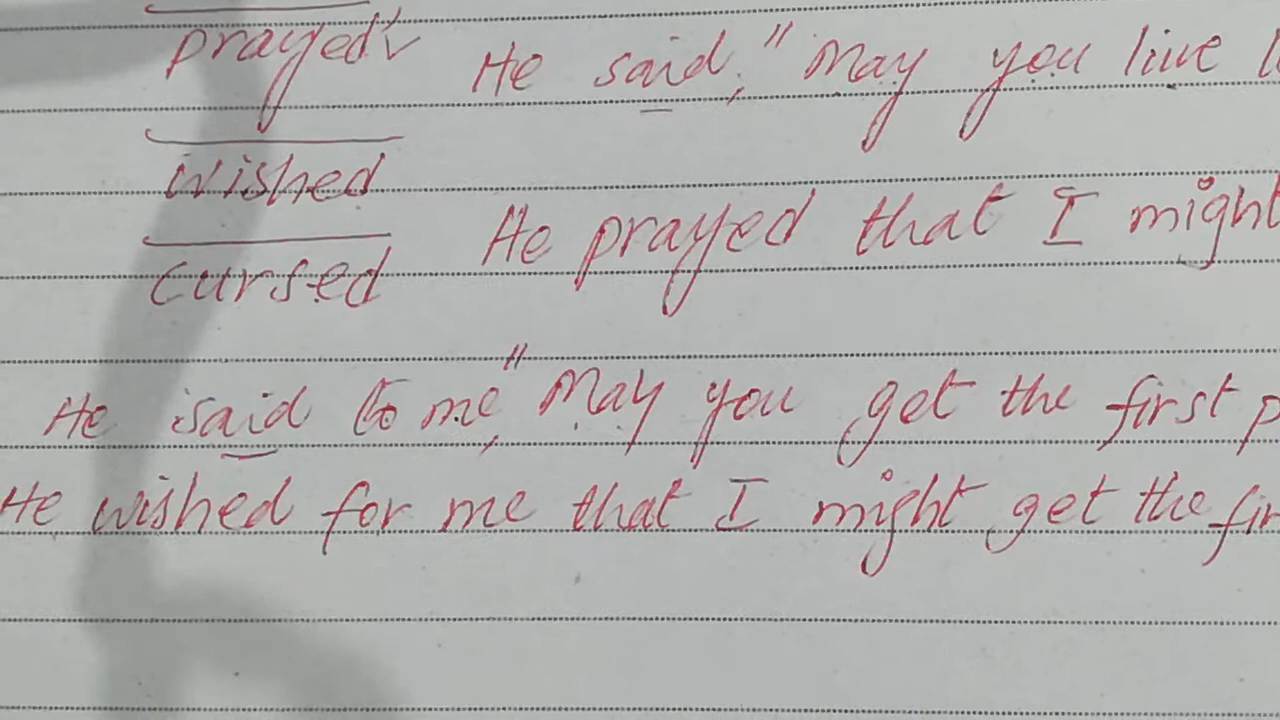 prayed✓ He said, "May you live
wished
He prayed that I might
cursed
He said to me, "May you get the first
He wished for me that I might get the